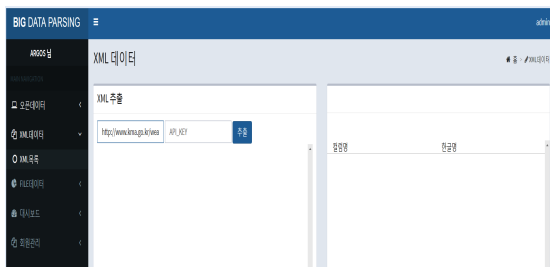 BIG DATA PARSING
admin
ARGOS 님
MAIN NAVIGATION
오픈데이터
XML데이터
XML목록
FILE데이터
대시보드
회원관리
XML 데이터
홈 > XML데이터
XML 추출
http://www.kma.go.kr/wea
API_KEY
추출
컬럼명
한글명